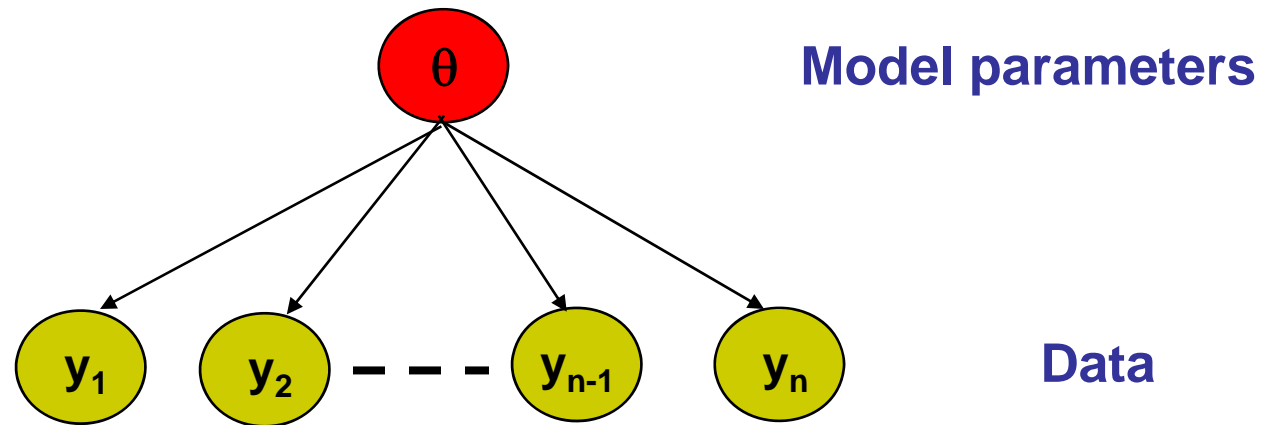 θ
Model parameters
y₁ y₂ yₙ₋₁ yₙ
Data